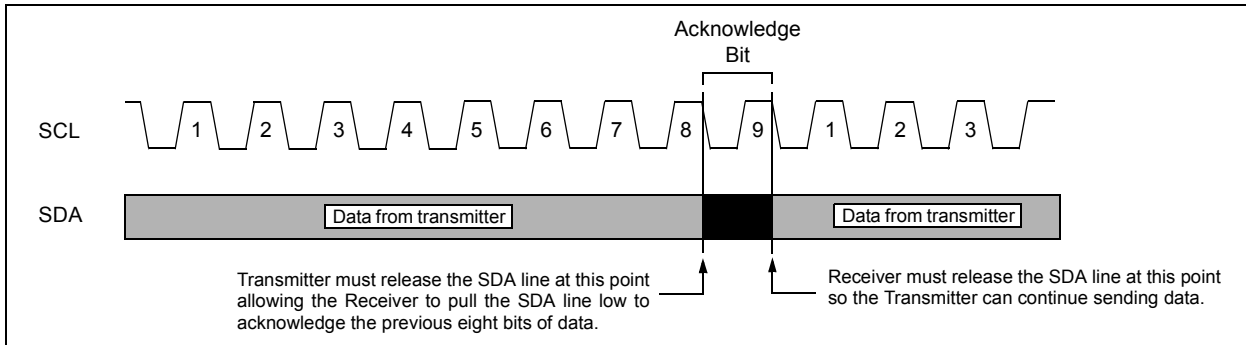 Acknowledge
Bit
SCL
1 2 3 4 5 6 7 8 9 1 2 3
SDA
Data from transmitter
Data from transmitter
Transmitter must release the SDA line at this point
allowing the Receiver to pull the SDA line low to
acknowledge the previous eight bits of data.
Receiver must release the SDA line at this point
so the Transmitter can continue sending data.